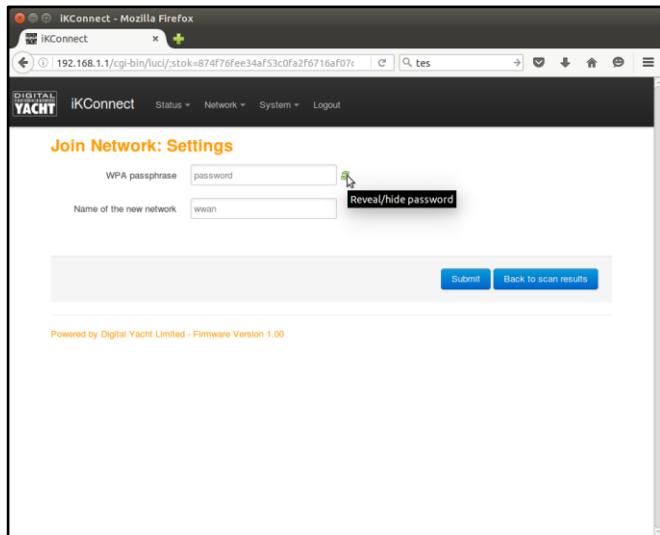 iKConnect - Mozilla Firefox
iKConnect
192.168.1.1/cgi-bin/luci/;stok=874f76fee34af53c0fa2f6716af07c
tes
DIGITAL
YACHT
iKConnect Status Network System Logout
Join Network: Settings
WPA passphrase password
Reveal/hide password
Name of the new network wwan
Submit Back to scan results
Powered by Digital Yacht Limited - Firmware Version 1.00